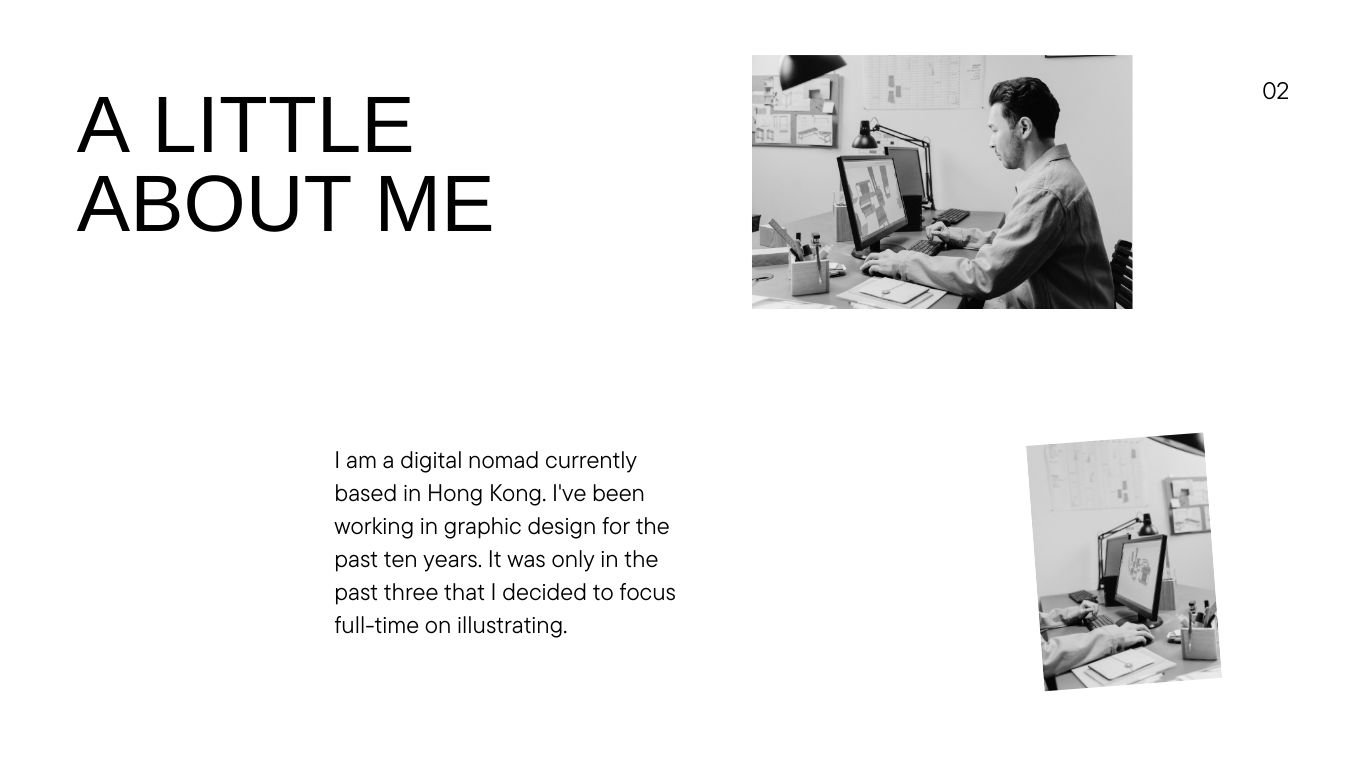 A LITTLE
ABOUT ME
02
I am a digital nomad currently
based in Hong Kong. I've been
working in graphic design for the
past ten years. It was only in the
past three that I decided to focus
full-time on illustrating.